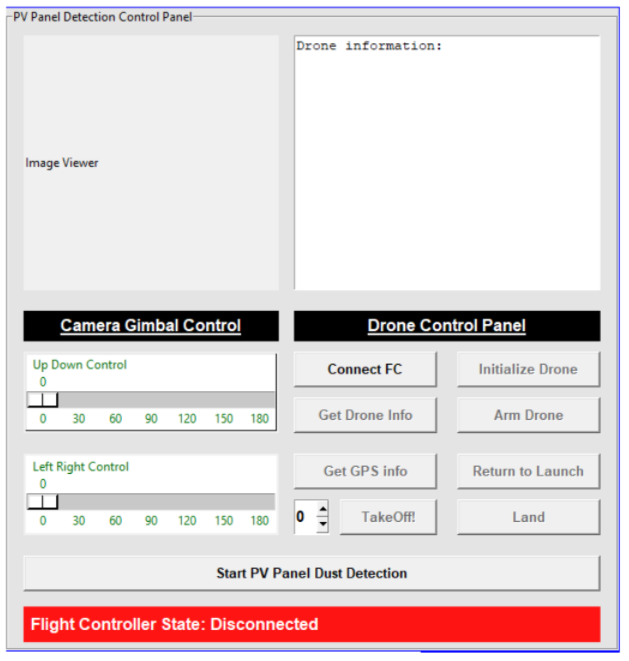 PV Panel Detection Control Panel
Drone information:
Image Viewer
Camera Gimbal Control
Drone Control Panel
Up Down Control
0
0 30 60 90 120 150 180
Connect FC
Initialize Drone
Get Drone Info
Arm Drone
Left Right Control
0
0 30 60 90 120 150 180
Get GPS info
Return to Launch
0
TakeOff!
Land
Start PV Panel Dust Detection
Flight Controller State: Disconnected